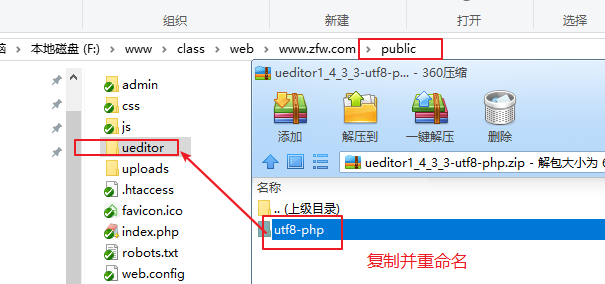 组织
新建
打开
选择
本地磁盘 (F:) › www › class › web › www.zfw.com › public
admin
css
js
ueditor
uploads
.htaccess
favicon.ico
index.php
robots.txt
web.config
ueditor1_4_3_3-utf8-p... - 360压缩
添加
解压到
一键解压
删除
ueditor1_4_3_3-utf8-php.zip - 解包大小为
名称
.. (上级目录)
utf8-php
复制并重命名